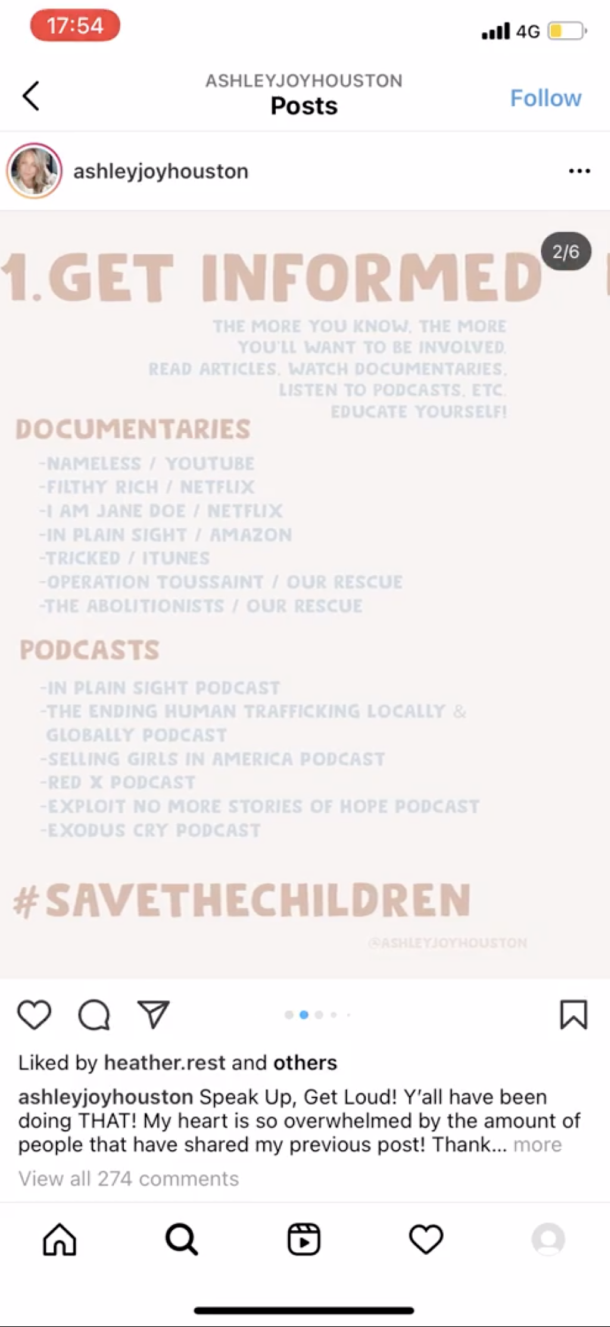 17:54
4G
ASHLEYJOYHOUSTON
Posts
Follow
ashleyjoyhouston
2/6
1.GET INFORMED
THE MORE YOU KNOW, THE MORE
YOU'LL WANT TO BE INVOLVED.
READ ARTICLES, WATCH DOCUMENTARIES,
LISTEN TO PODCASTS, ETC.
EDUCATE YOURSELF!
DOCUMENTARIES
-NAMELESS / YOUTUBE
-FILTHY RICH / NETFLIX
-I AM JANE DOE / NETFLIX
-IN PLAIN SIGHT / AMAZON
-TRICKED / ITUNES
-OPERATION TOUSSAINT / OUR RESCUE
-THE ABOLITIONISTS / OUR RESCUE
PODCASTS
-IN PLAIN SIGHT PODCAST
-THE ENDING HUMAN TRAFFICKING LOCALLY &
GLOBALLY PODCAST
-SELLING GIRLS IN AMERICA PODCAST
-RED X PODCAST
-EXPLOIT NO MORE STORIES OF HOPE PODCAST
-EXODUS CRY PODCAST
#SAVETHECHILDREN
@ASHLEYJOYHOUSTON
Liked by heather.rest and others
ashleyjoyhouston Speak Up, Get Loud! Y'all have been
doing THAT! My heart is so overwhelmed by the amount of
people that have shared my previous post! Thank... more
View all 274 comments